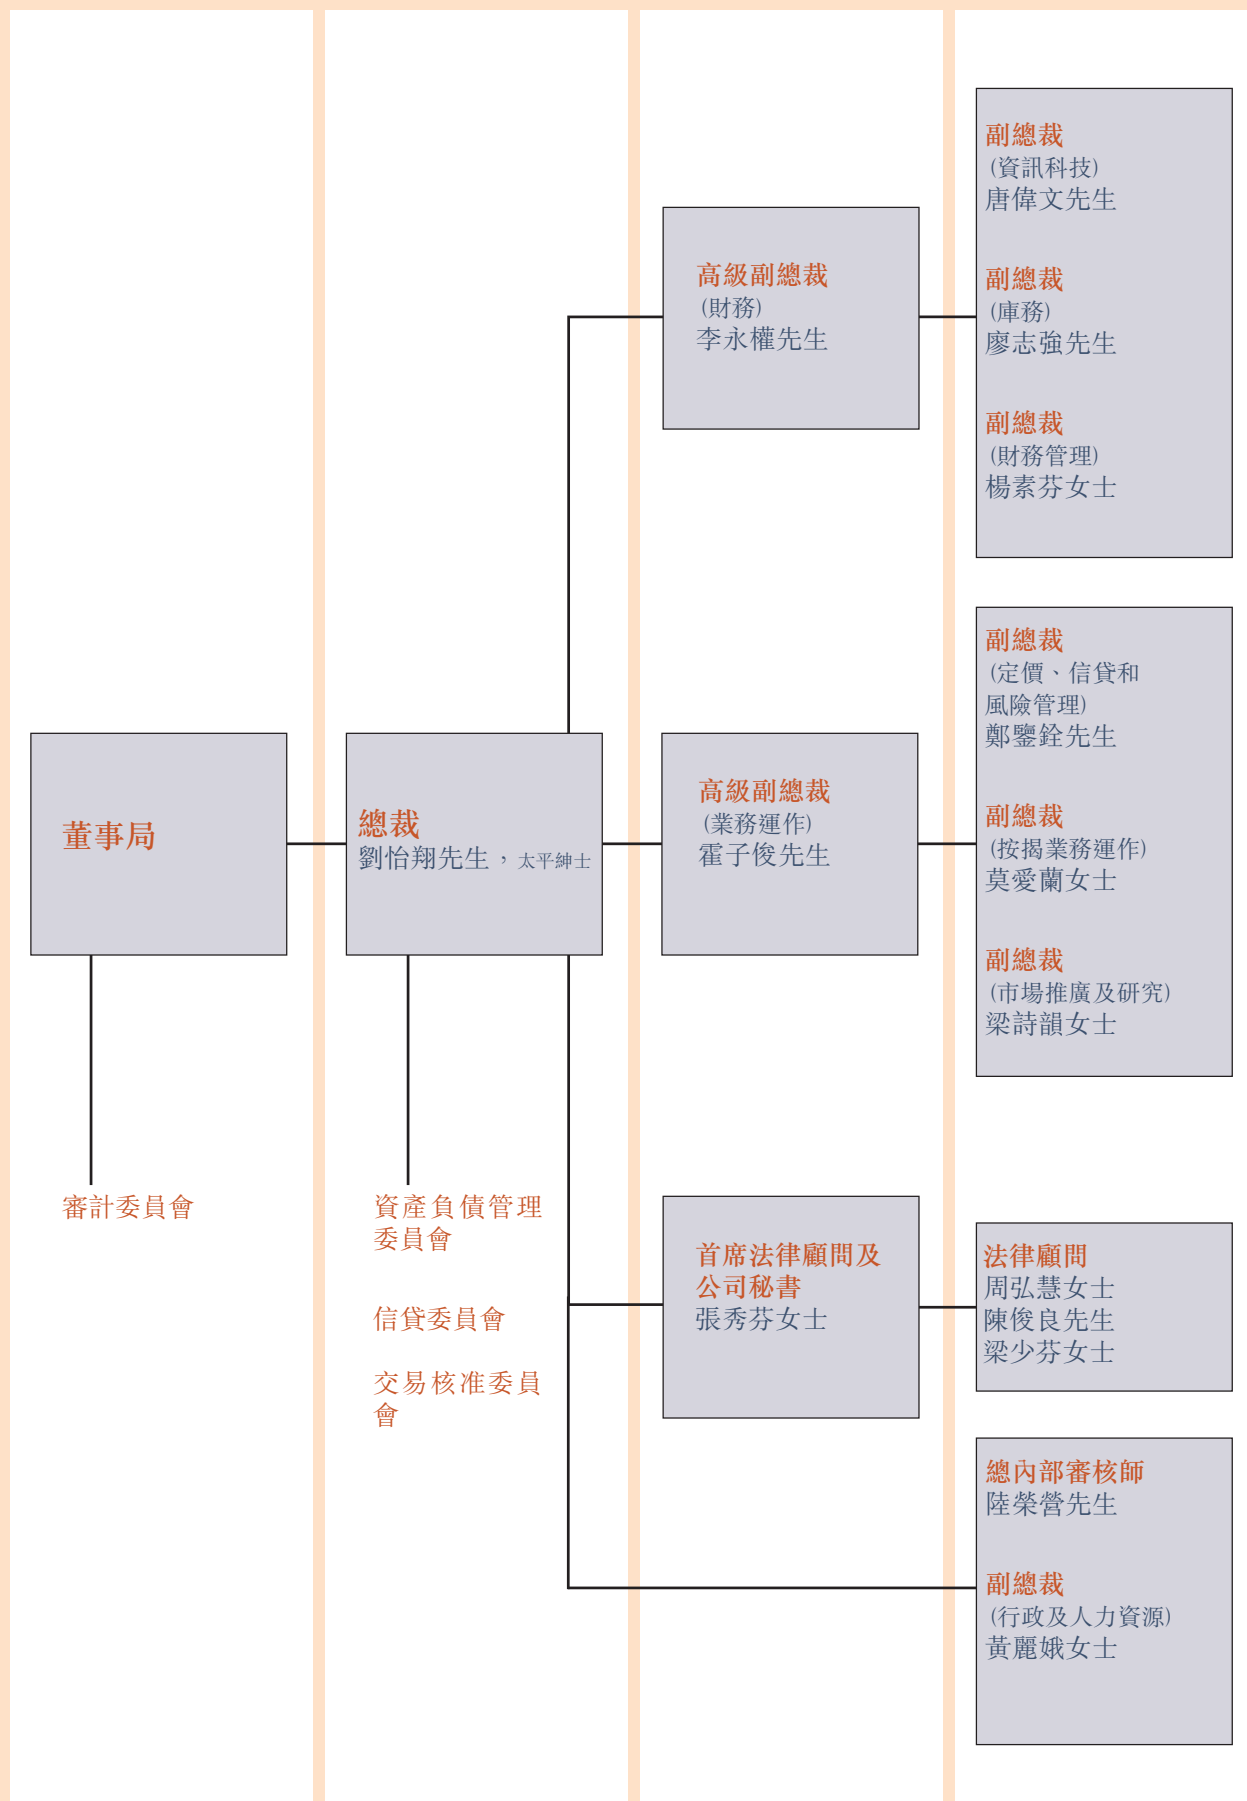 董事局
審計委員會
總裁
劉怡翔先生，太平紳士
資產負債管理
委員會
信貸委員會
交易核准委員
會
高級副總裁
(財務)
李永權先生
高級副總裁
(業務運作)
霍子俊先生
首席法律顧問及
公司秘書
張秀芬女士
副總裁
(資訊科技)
唐偉文先生
副總裁
(庫務)
廖志強先生
副總裁
(財務管理)
楊素芬女士
副總裁
(定價、信貸和
風險管理)
鄭鑒銓先生
副總裁
(按揭業務運作)
莫愛蘭女士
副總裁
(市場推廣及研究)
梁詩韻女士
法律顧問
周弘慧女士
陳俊良先生
梁少芬女士
總內部審核師
陸榮營先生
副總裁
(行政及人力資源)
黃麗娥女士